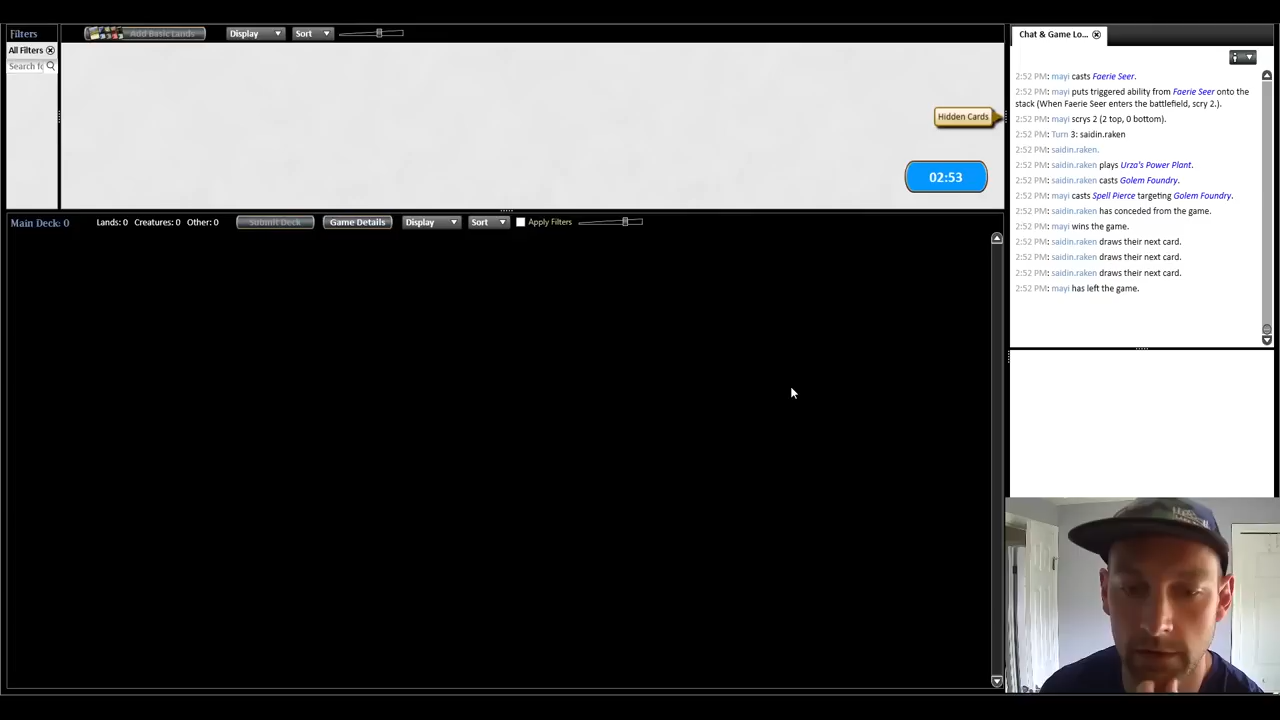 Filters
All Filters
Search fo
Add Basic Lands
Display
Sort
Hidden Cards
02:53
Main Deck: 0
Lands: 0
Creatures: 0
Other: 0
Submit Deck
Game Details
Display
Sort
Apply Filters
Chat & Game Lo...
2:52 PM: mayi casts Faerie Seer.
2:52 PM: mayi puts triggered ability from Faerie Seer onto the
stack (When Faerie Seer enters the battlefield, scry 2.).
2:52 PM: mayi scrys 2 (2 top, 0 bottom).
2:52 PM: Turn 3: saidin.raken
2:52 PM: saidin.raken.
2:52 PM: saidin.raken plays Urza's Power Plant.
2:52 PM: saidin.raken casts Golem Foundry.
2:52 PM: mayi casts Spell Pierce targeting Golem Foundry.
2:52 PM: saidin.raken has conceded from the game.
2:52 PM: mayi wins the game.
2:52 PM: saidin.raken draws their next card.
2:52 PM: saidin.raken draws their next card.
2:52 PM: saidin.raken draws their next card.
2:52 PM: mayi has left the game.